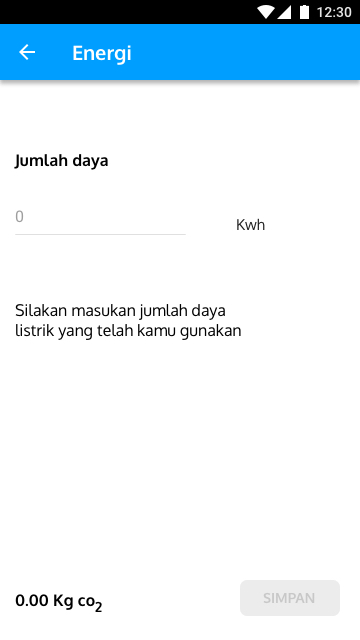 12:30
Energi
Jumlah daya
0
Kwh
Silakan masukan jumlah daya
listrik yang telah kamu gunakan
0.00 Kg co₂
SIMPAN